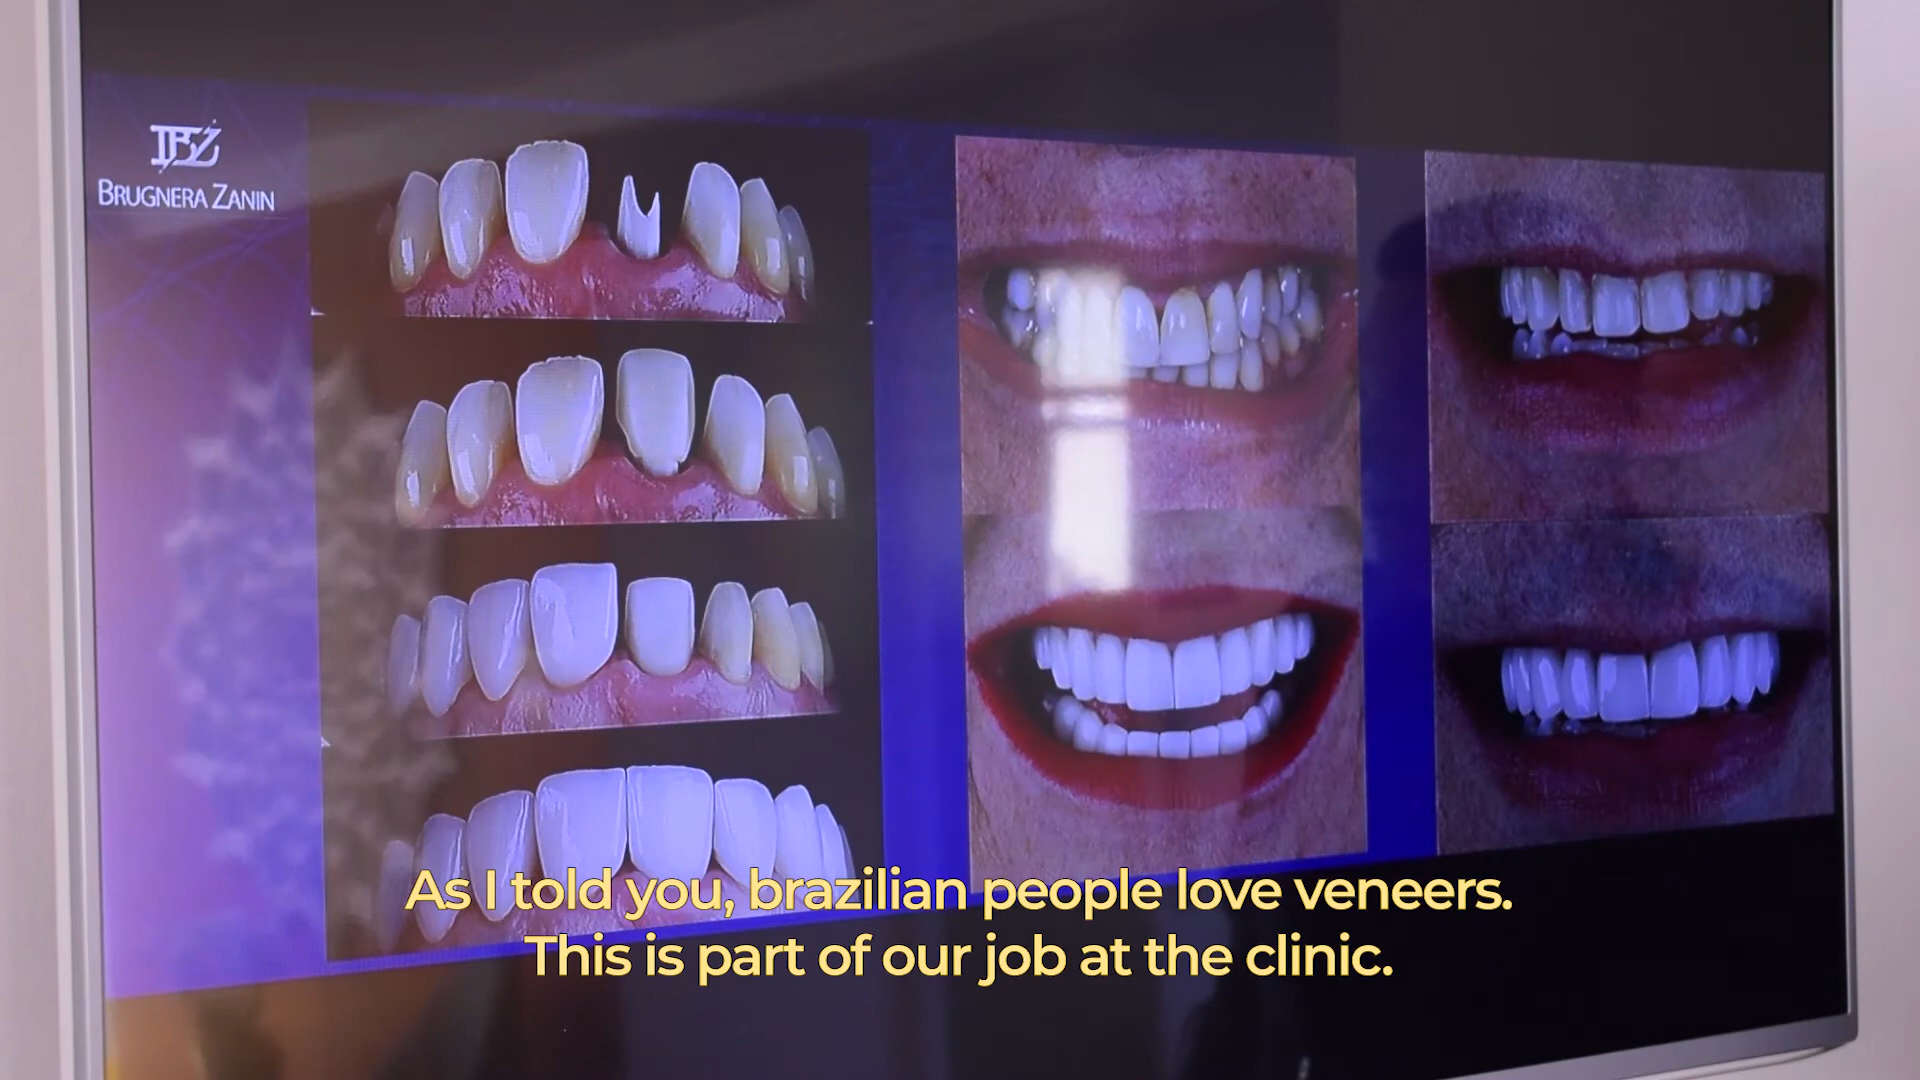 BRUGNERA ZANIN
As I told you, brazilian people love veneers.
This is part of our job at the clinic.